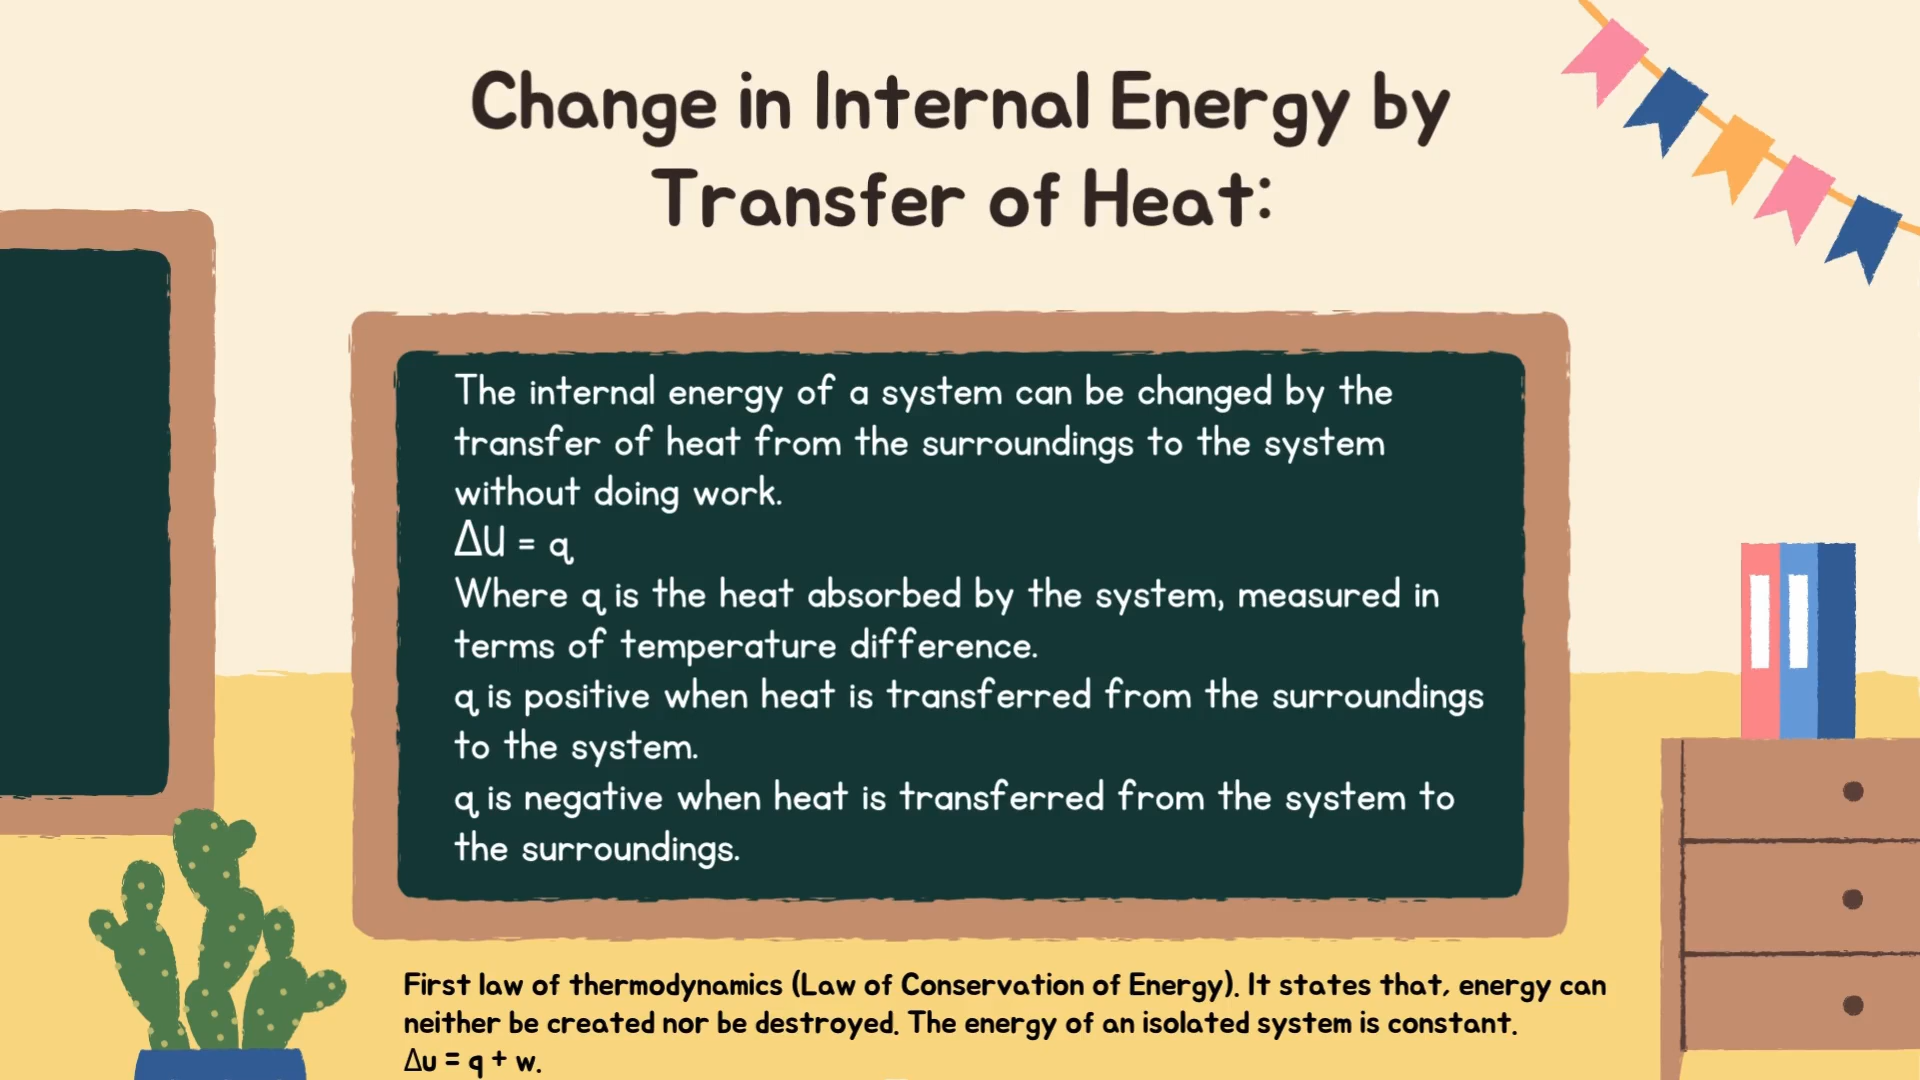 Change in Internal Energy by
Transfer of Heat:
The internal energy of a system can be changed by the
transfer of heat from the surroundings to the system
without doing work.
ΔU = q
Where q is the heat absorbed by the system, measured in
terms of temperature difference.
q is positive when heat is transferred from the surroundings
to the system.
q is negative when heat is transferred from the system to
the surroundings.
First law of thermodynamics (Law of Conservation of Energy). It states that, energy can
neither be created nor be destroyed. The energy of an isolated system is constant.
Δu = q + w.